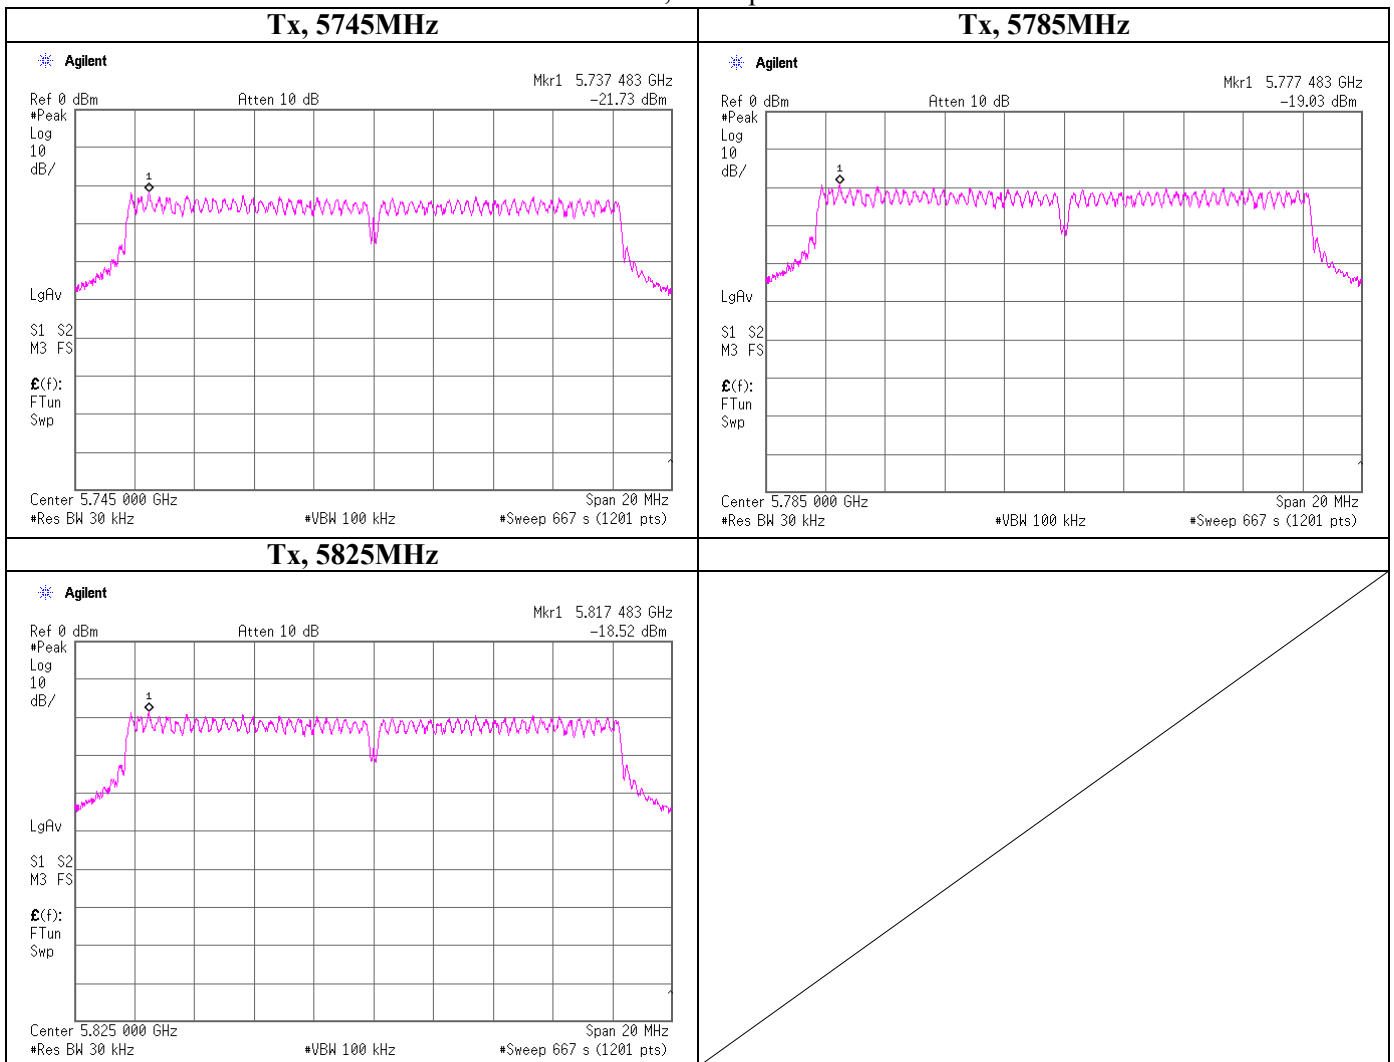 Tx, 5745MHz
Agilent
Mkr1 5.737 483 GHz
Ref 0 dBm Atten 10 dB -21.73 dBm
#Peak
Log
10
dB/
1
LgAv
S1 S2
M3 FS
£(f):
FTun
Swp
Center 5.745 000 GHz Span 20 MHz
#Res BW 30 kHz #VBW 100 kHz #Sweep 667 s (1201 pts)
Tx, 5785MHz
Agilent
Mkr1 5.777 483 GHz
Ref 0 dBm Atten 10 dB -19.03 dBm
#Peak
Log
10
dB/
1
LgAv
S1 S2
M3 FS
£(f):
FTun
Swp
Center 5.785 000 GHz Span 20 MHz
#Res BW 30 kHz #VBW 100 kHz #Sweep 667 s (1201 pts)
Tx, 5825MHz
Agilent
Mkr1 5.817 483 GHz
Ref 0 dBm Atten 10 dB -18.52 dBm
#Peak
Log
10
dB/
1
LgAv
S1 S2
M3 FS
£(f):
FTun
Swp
Center 5.825 000 GHz Span 20 MHz
#Res BW 30 kHz #VBW 100 kHz #Sweep 667 s (1201 pts)